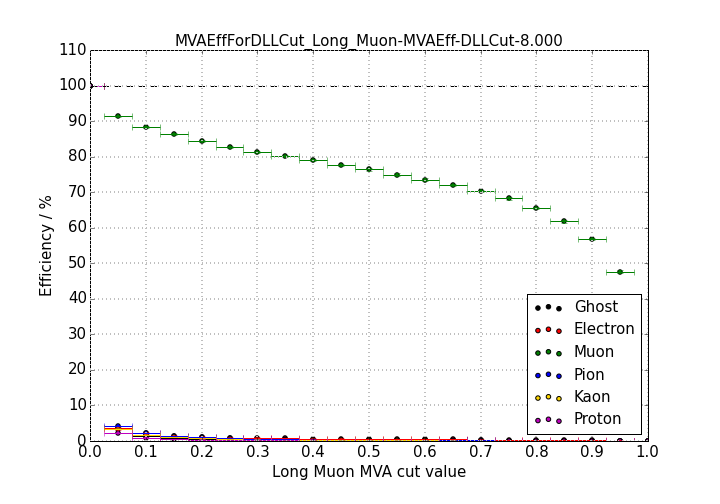 MVAEffForDLLCut_Long_Muon-MVAEff-DLLCut-8.000
110
100
90
80
70
60
50
40
30
20
10
0
Efficiency / %
Ghost
Electron
Muon
Pion
Kaon
Proton
0.0 0.1 0.2 0.3 0.4 0.5 0.6 0.7 0.8 0.9 1.0
Long Muon MVA cut value